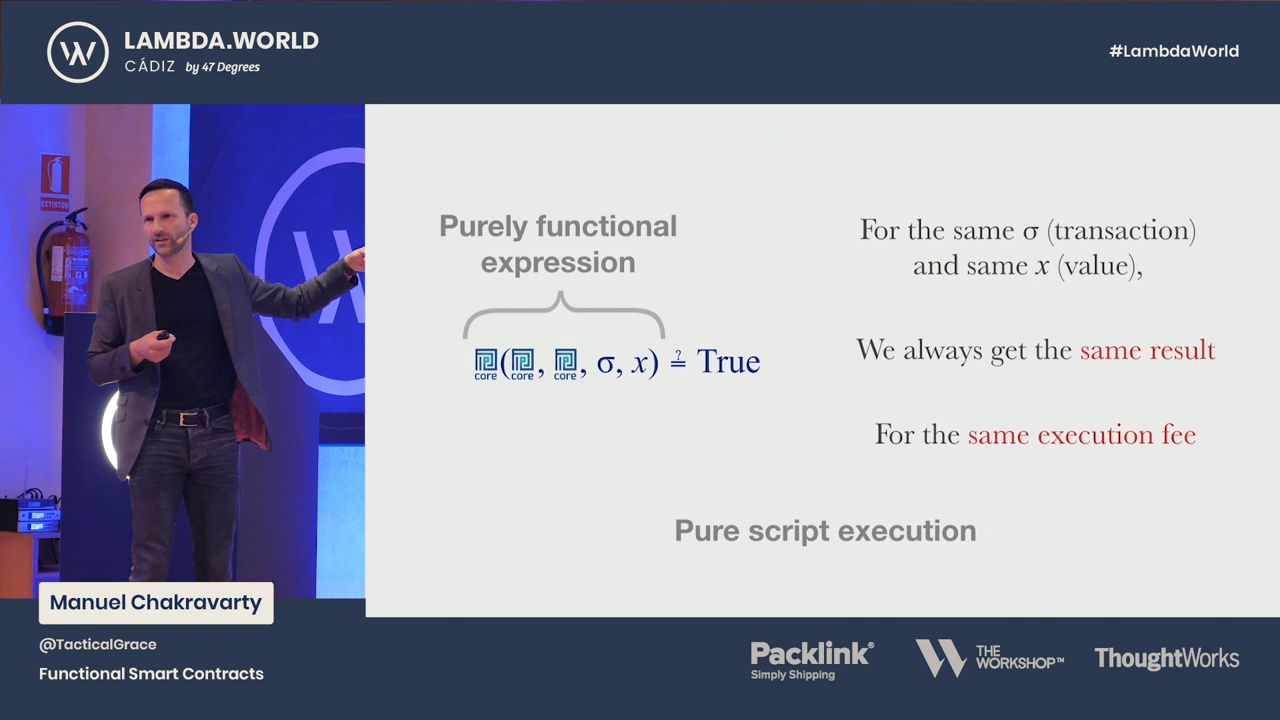 LAMBDA.WORLD
CÁDIZ by 47 Degrees
#LambdaWorld
EXTINTOR
Purely functional
expression
core(core, core, σ, x) ≟ True
For the same σ (transaction)
and same x (value),
We always get the same result
For the same execution fee
Pure script execution
Manuel Chakravarty
@TacticalGrace
Functional Smart Contracts
Packlink®
Simply Shipping
THE
WORKSHOP™
ThoughtWorks